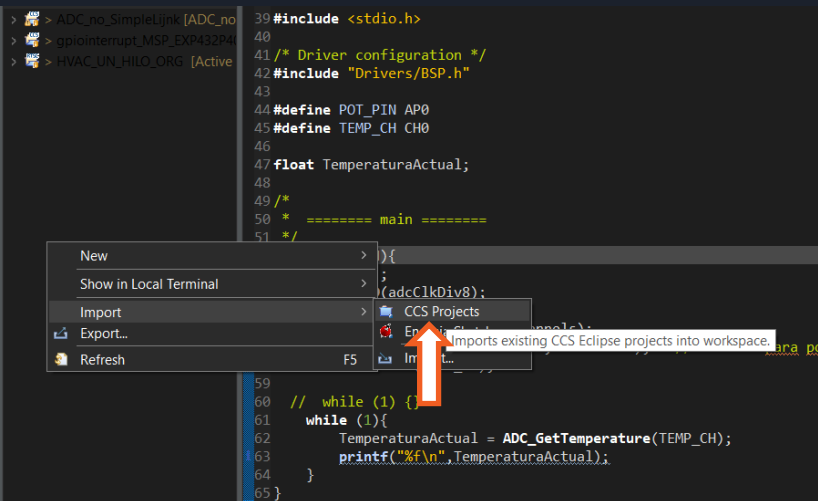 > ADC_no_SimpleLijnk [ADC_no
> gpiointerrupt_MSP_EXP432P4
> HVAC_UN_HILO_ORG [Active
39 #include <stdio.h>
40
41 /* Driver configuration */
42 #include "Drivers/BSP.h"
43
44 #define POT_PIN AP0
45 #define TEMP_CH CH0
46
47 float TemperaturaActual;
48
49 /*
50 * ======== main ========
51 */
){
;
(adcClkDiv8);
nnels);
para po
New
Show in Local Terminal
Import
Export...
Refresh F5
CCS Projects
Imports existing CCS Eclipse projects into workspace.
59
60 // while (1) {}
61 while (1){
62 TemperaturaActual = ADC_GetTemperature(TEMP_CH);
63 printf("%f\n",TemperaturaActual);
64 }
65 }